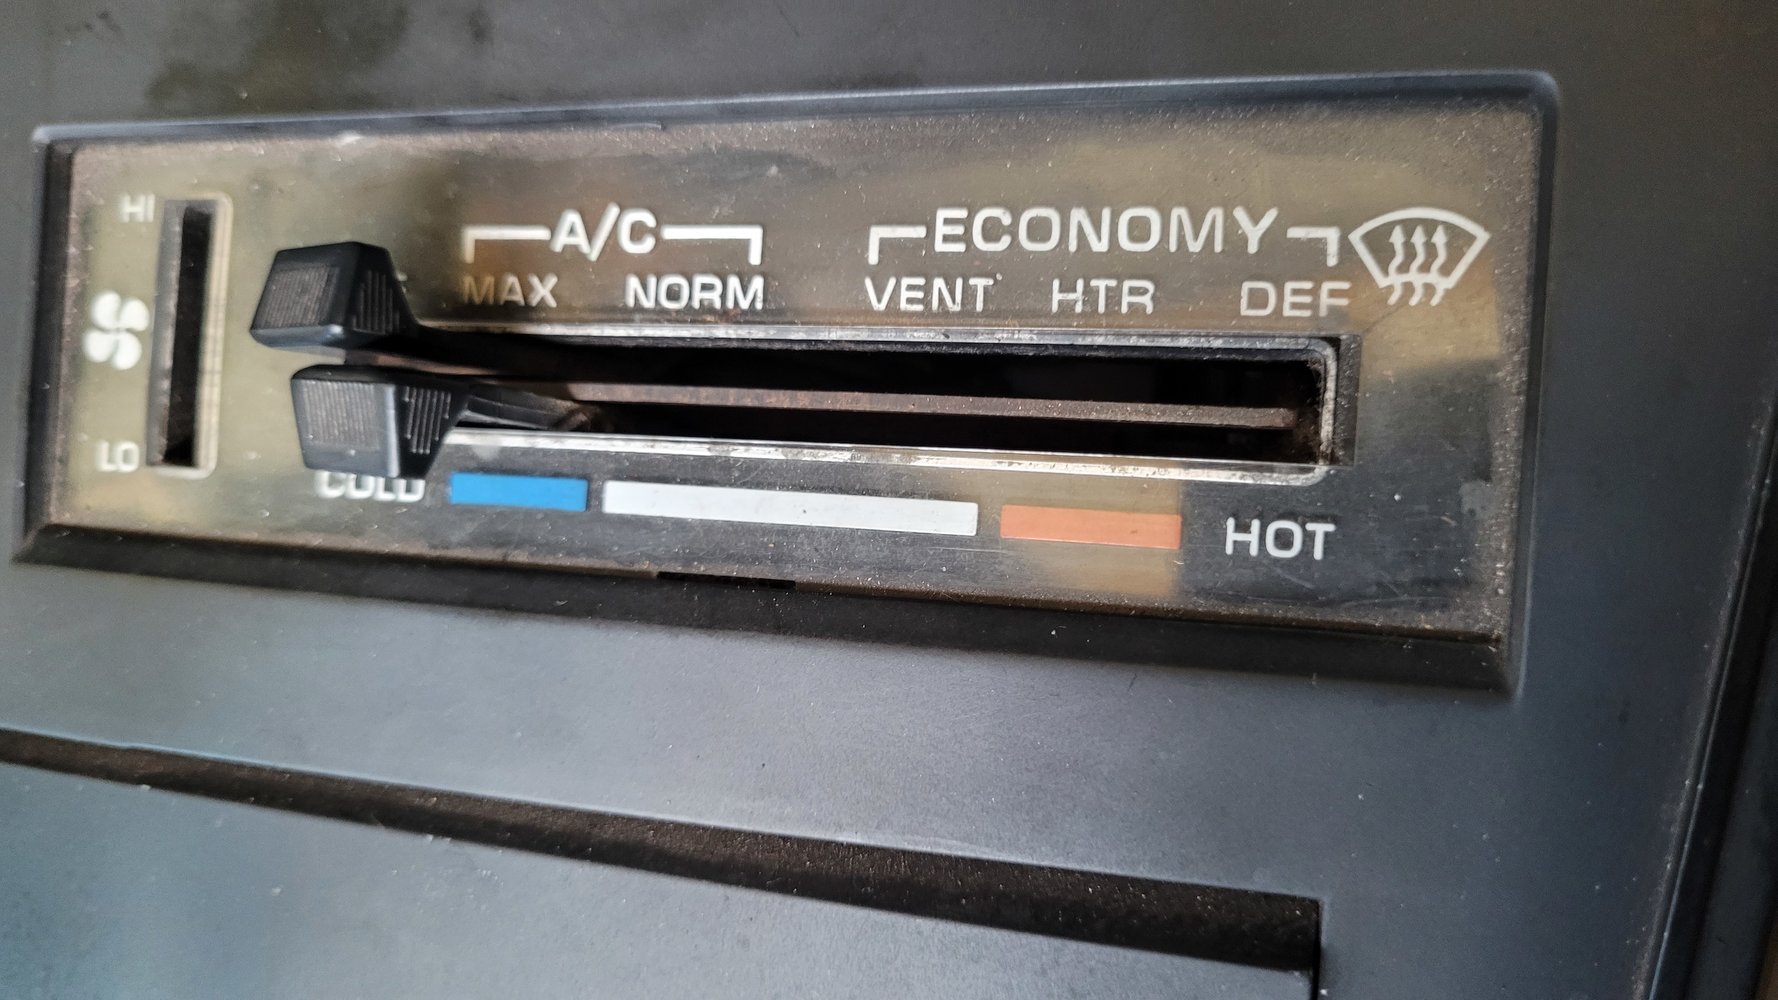 HI
A/C ECONOMY
MAX NORM VENT HTR DEF
LO
COLD HOT